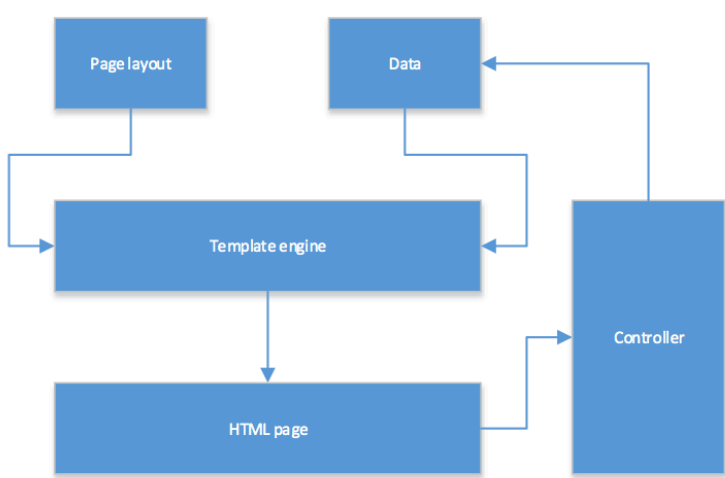 Page layout
Data
Template engine
Controller
HTML page